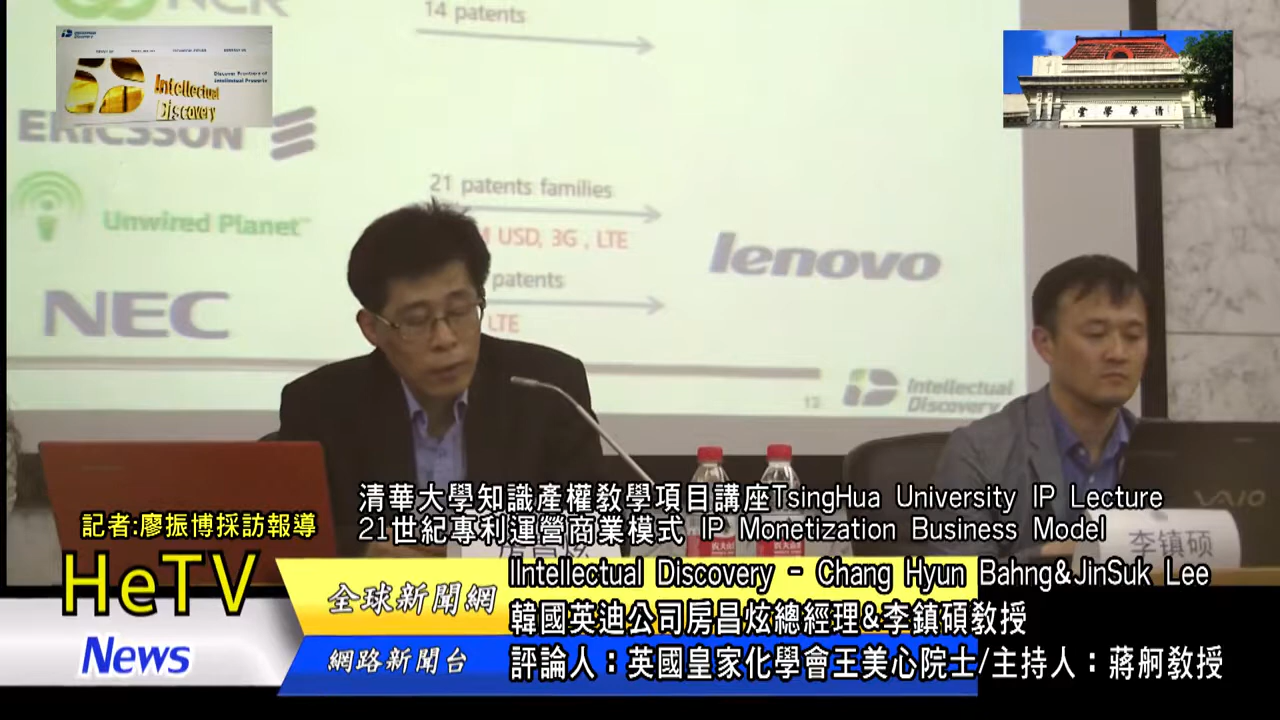 NCR
14 patents
Intellectual
Discovery
Discover Frontiers of
Intellectual Property
ERICSSON
21 patents families
Unwired Planet
M USD, 3G , LTE
lenovo
patents
NEC
LTE
13
Intellectual
Discovery
VAIO
李镇硕
清華大學知識產權教學項目講座TsingHua University IP Lecture
21世紀專利運營商業模式 IP Monetization Business Model
記者:廖振博採訪報導
HeTV
News
全球新聞網
網路新聞台
IIntellectual Discovery - Chang Hyun Bahng&JinSuk Lee
韓國英迪公司房昌炫總經理&李鎮碩教授
評論人：英國皇家化學會王美心院士/主持人：蔣舸教授
堂學華清